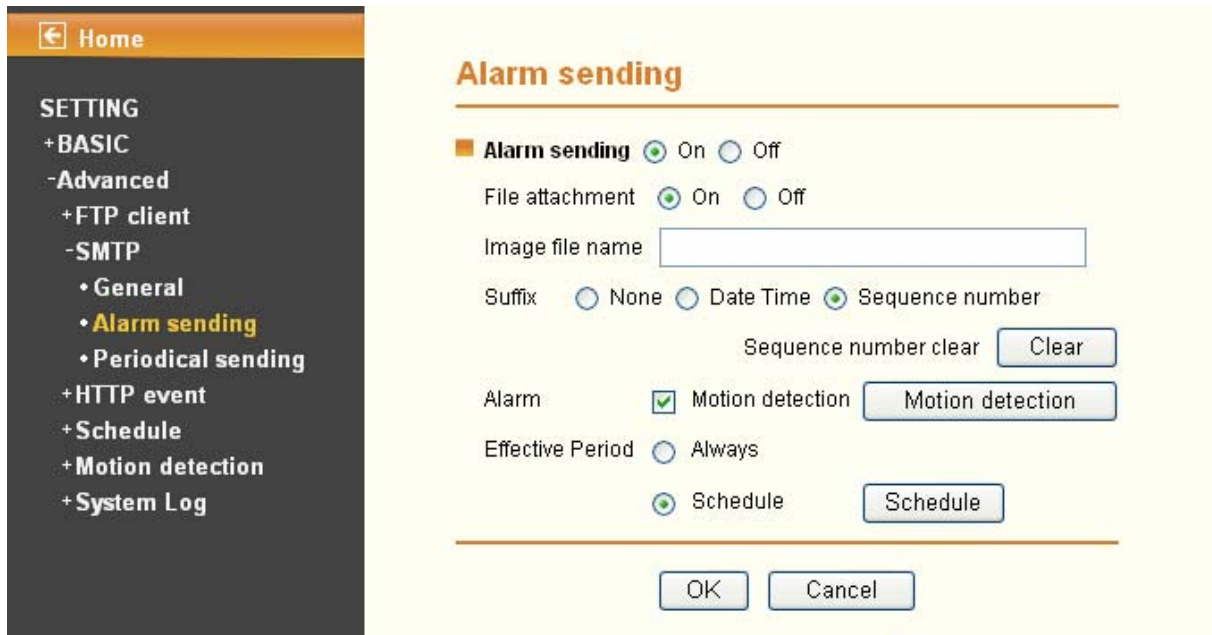 Home
SETTING
+BASIC
-Advanced
+FTP client
-SMTP
•General
•Alarm sending
•Periodical sending
+HTTP event
+Schedule
+Motion detection
+System Log
Alarm sending
Alarm sending On Off
File attachment On Off
Image file name
Suffix None Date Time Sequence number
Sequence number clear Clear
Alarm Motion detection Motion detection
Effective Period Always
Schedule Schedule
OK Cancel